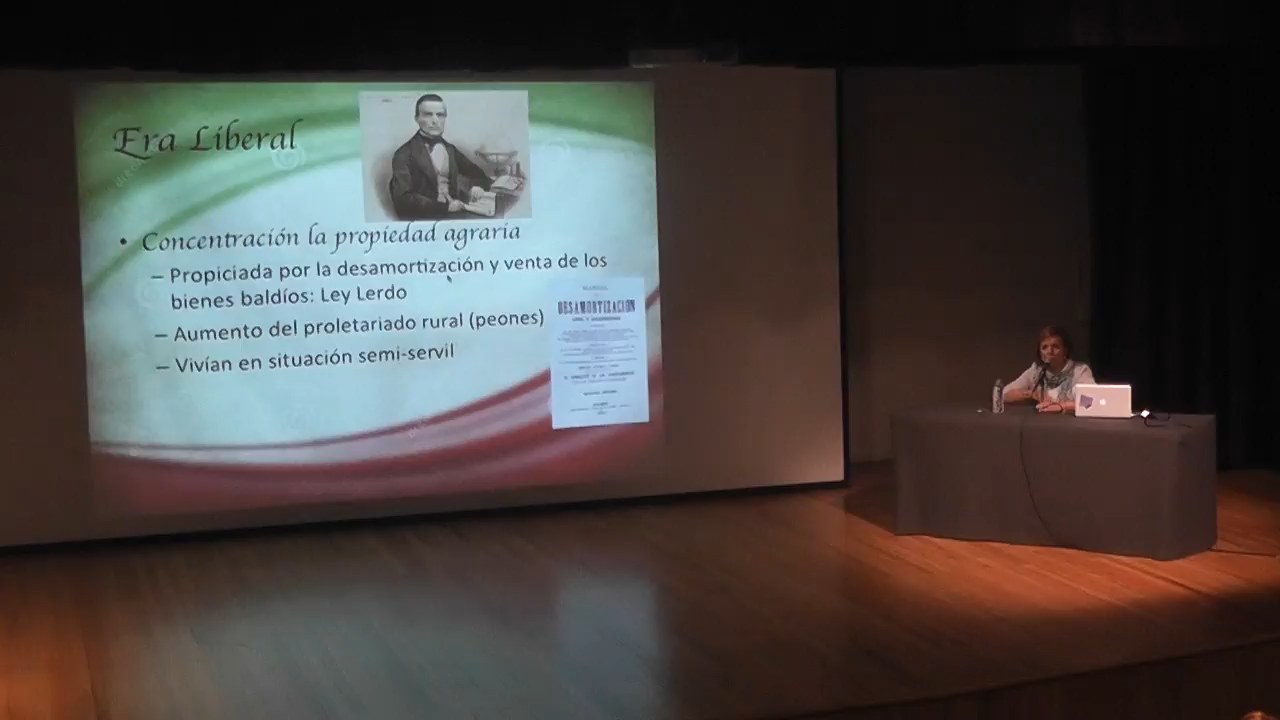 Era Liberal
• Concentración la propiedad agraria
– Propiciada por la desamortización y venta de los
bienes baldíos: Ley Lerdo
– Aumento del proletariado rural (peones)
– Vivían en situación semi-servil
DESAMORTIZACION